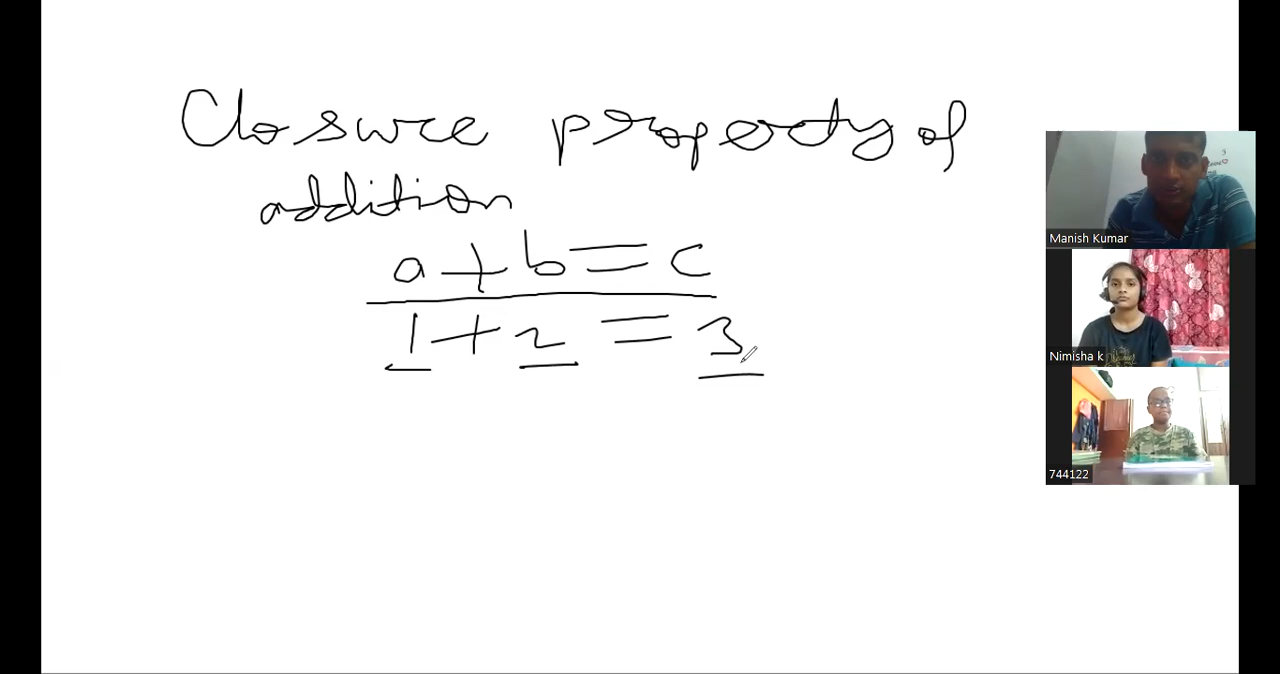 Closure property of
addition
a + b = c
1 + 2 = 3
Manish Kumar
Nimisha k
744122